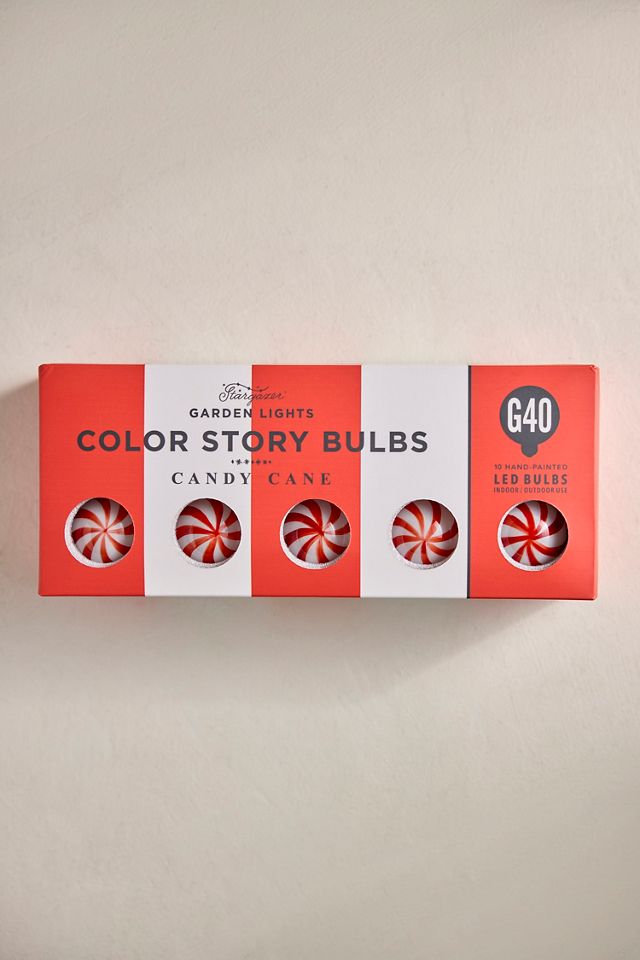 Stargazer
GARDEN LIGHTS
COLOR STORY BULBS
CANDY CANE
G40
10 HAND-PAINTED
LED BULBS
INDOOR/OUTDOOR USE